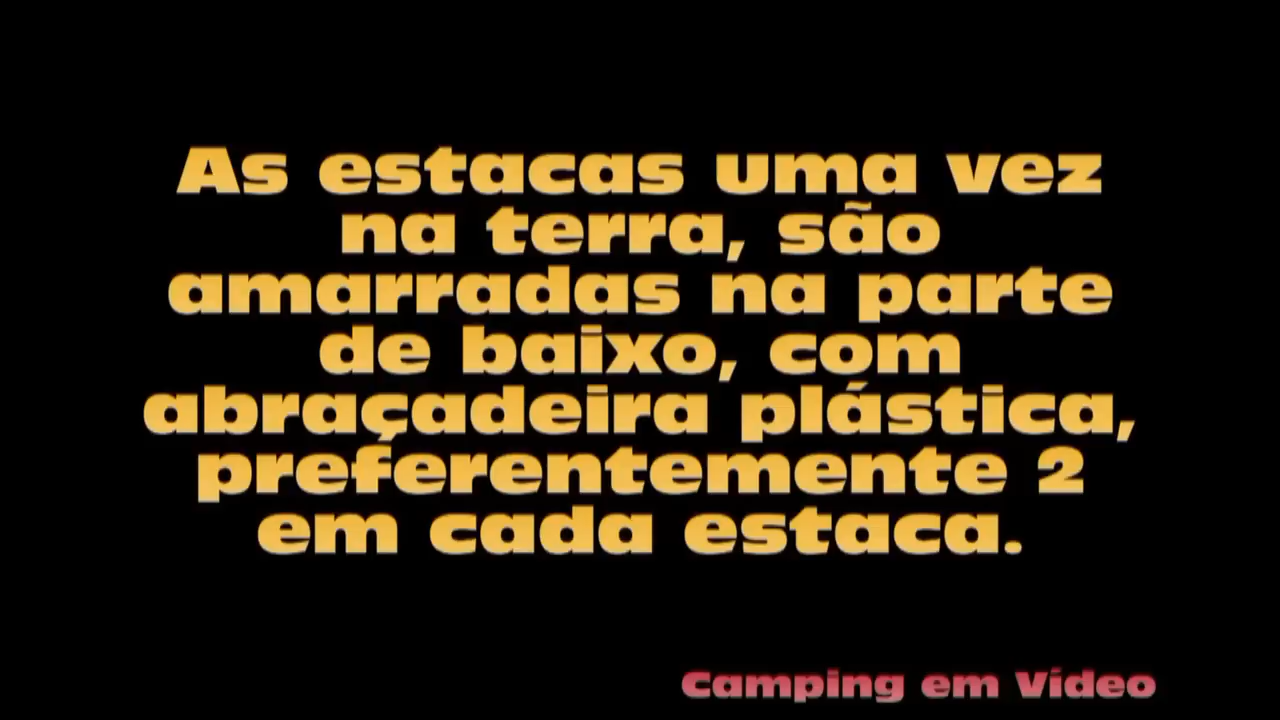 As estacas uma vez
na terra, são
amarradas na parte
de baixo, com
abraçadeira plástica,
preferentemente 2
em cada estaca.
Camping em Vídeo